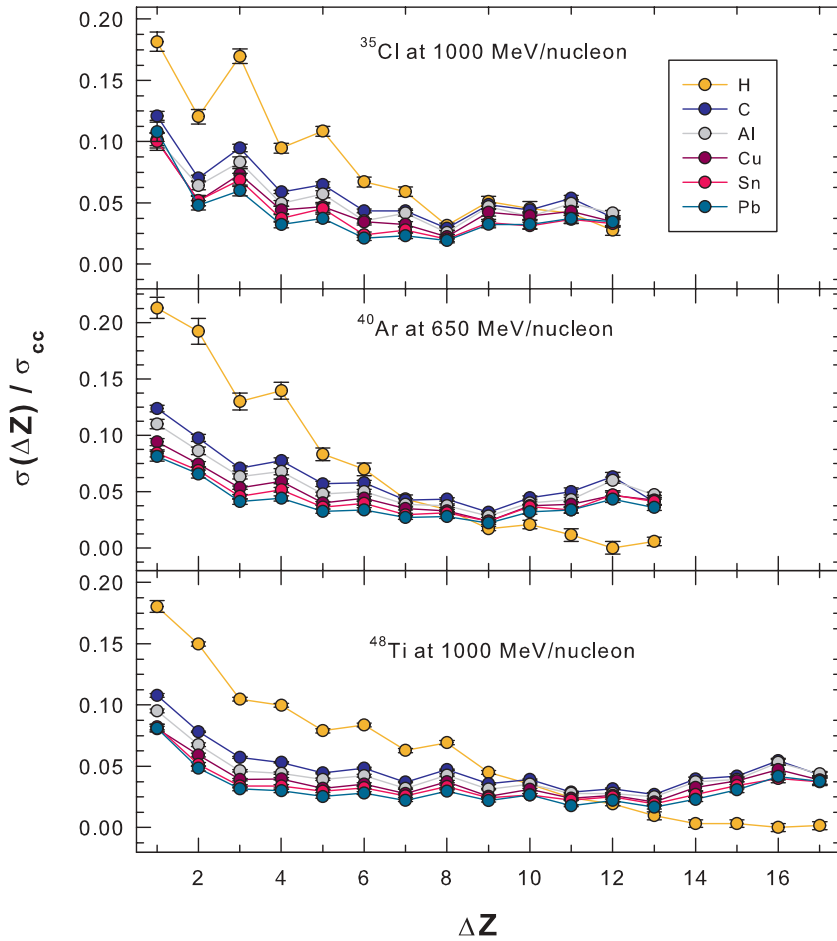 0.20
0.15
0.10
0.05
0.00
³⁵Cl at 1000 MeV/nucleon
H
C
Al
Cu
Sn
Pb
0.20
0.15
0.10
0.05
0.00
⁴⁰Ar at 650 MeV/nucleon
σ(ΔZ) / σcc
0.20
0.15
0.10
0.05
0.00
⁴⁸Ti at 1000 MeV/nucleon
2 4 6 8 10 12 14 16
ΔZ